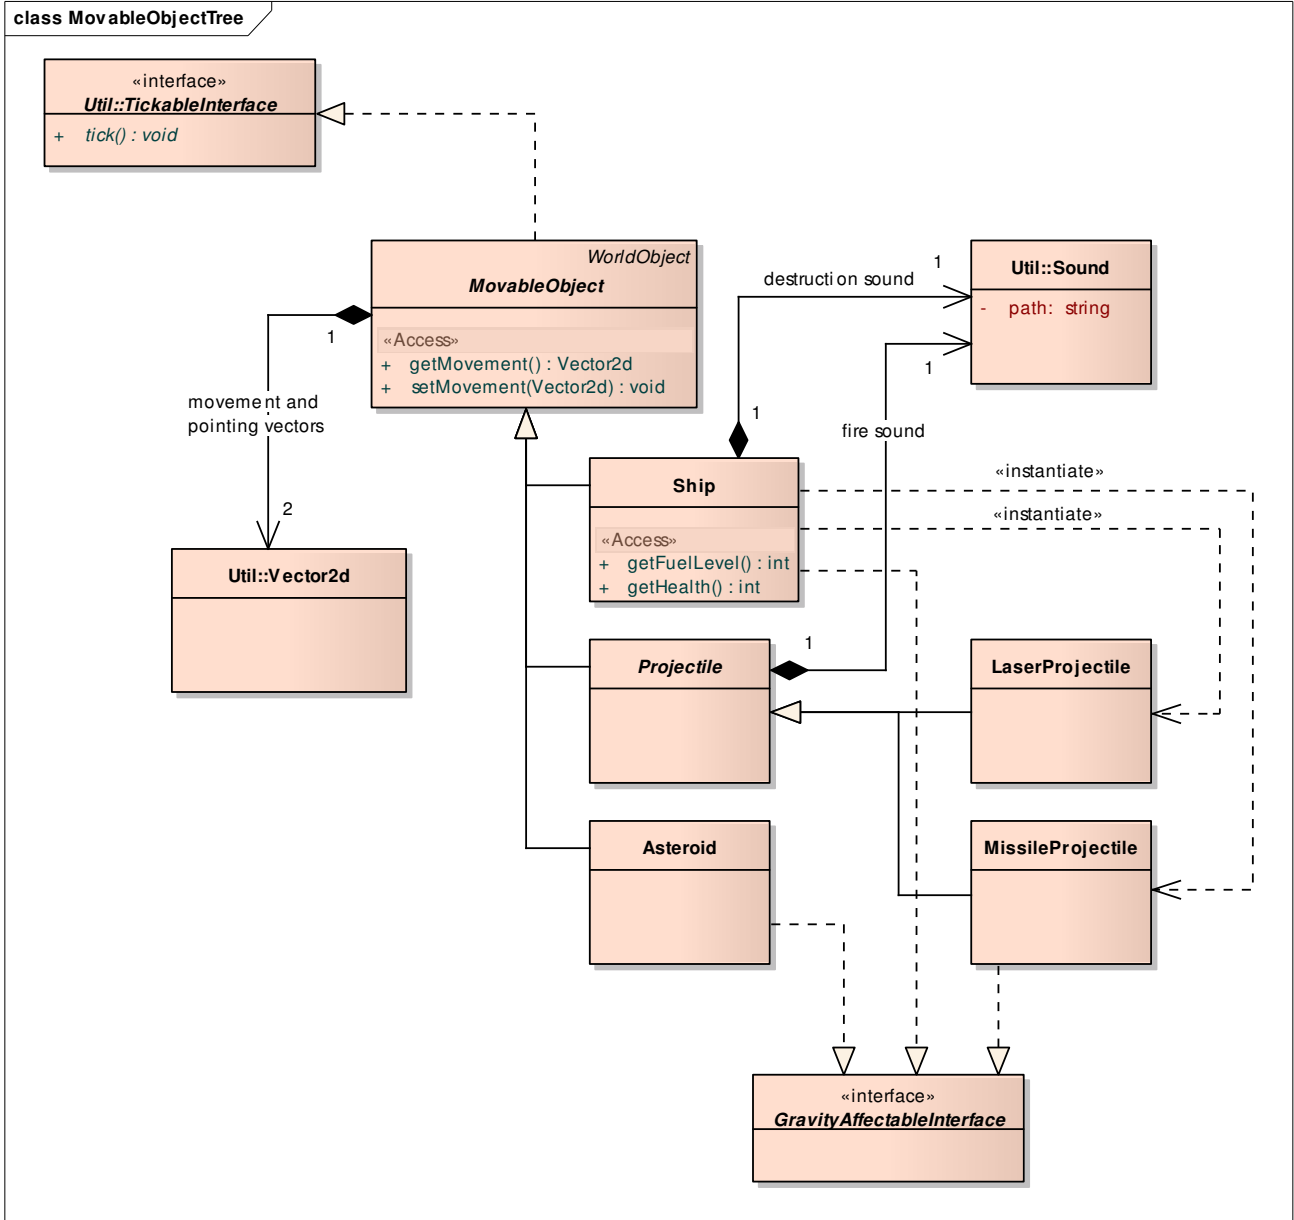 class MovableObjectTree
«interface»
Util::TickableInterface
+ tick() : void
WorldObject
MovableObject
«Access»
+ getMovement() : Vector2d
+ setMovement(Vector2d) : void
1
destruction sound
1
Util::Sound
- path: string
1
movement and
pointing vectors
2
1
fire sound
Ship
«Access»
+ getFuelLevel() : int
+ getHealth() : int
«instantiate»
«instantiate»
Util::Vector2d
Projectile
1
LaserProjectile
Asteroid
MissileProjectile
«interface»
GravityAffectableInterface